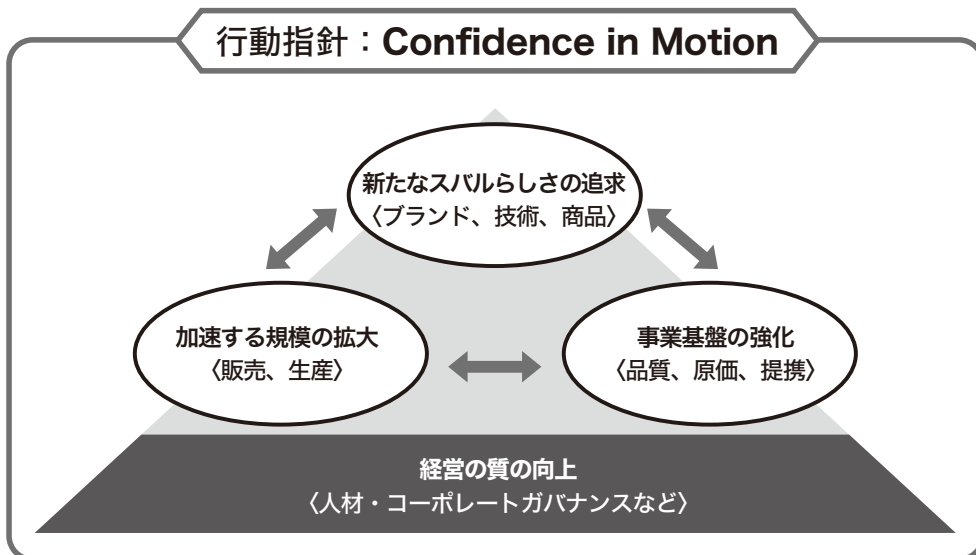 行動指針：Confidence in Motion
新たなスバルらしさの追求
〈ブランド、技術、商品〉
加速する規模の拡大
〈販売、生産〉
事業基盤の強化
〈品質、原価、提携〉
経営の質の向上
〈人材・コーポレートガバナンスなど〉